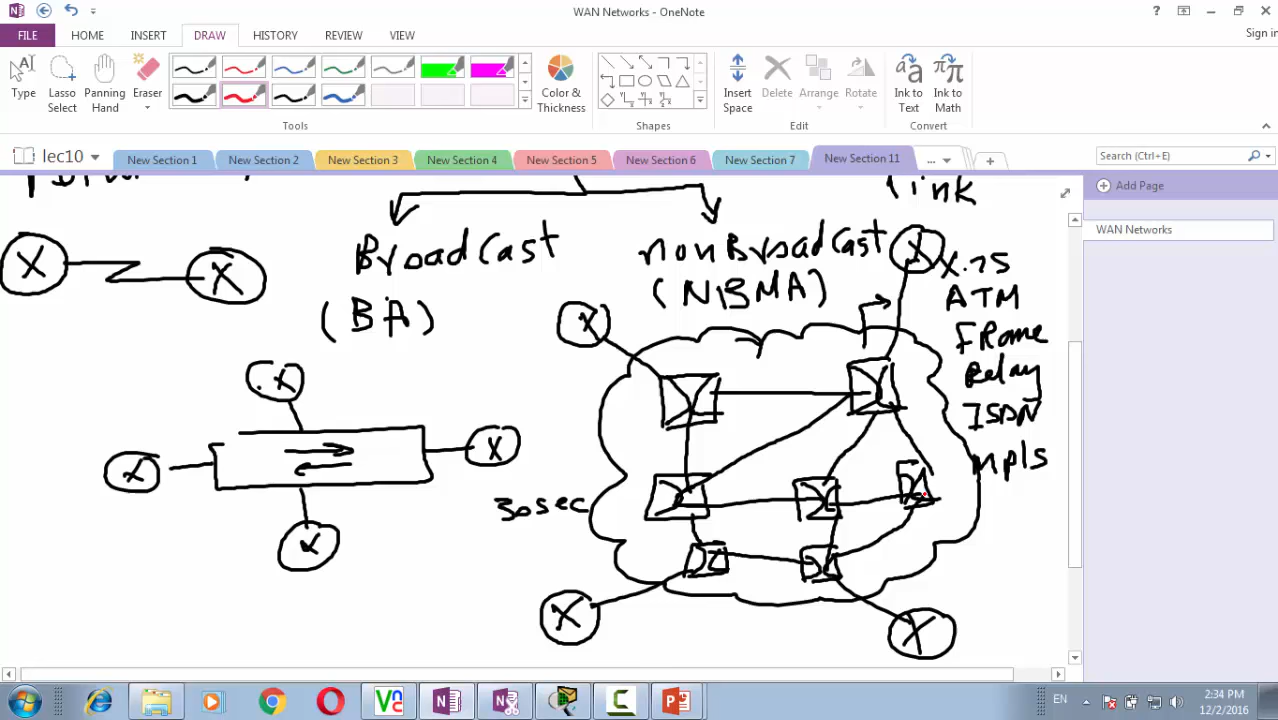 WAN Networks - OneNote
FILE HOME INSERT DRAW HISTORY REVIEW VIEW
Sign in
Type
Lasso Select
Panning Hand
Eraser
Color & Thickness
Insert Space
Delete
Arrange
Rotate
Ink to Text
Ink to Math
Tools
Shapes
Edit
Convert
lec10
New Section 1
New Section 2
New Section 3
New Section 4
New Section 5
New Section 6
New Section 7
New Section 11
...
Search (Ctrl+E)
Add Page
WAN Networks
link
BroadCast
nonBroadCast
(BA)
(NBMA)
X
X
X
X
X
X
X
X
X
X
X.25
ATM
FRame
Relay
ISDN
mpls
30sec
EN
2:34 PM
12/2/2016